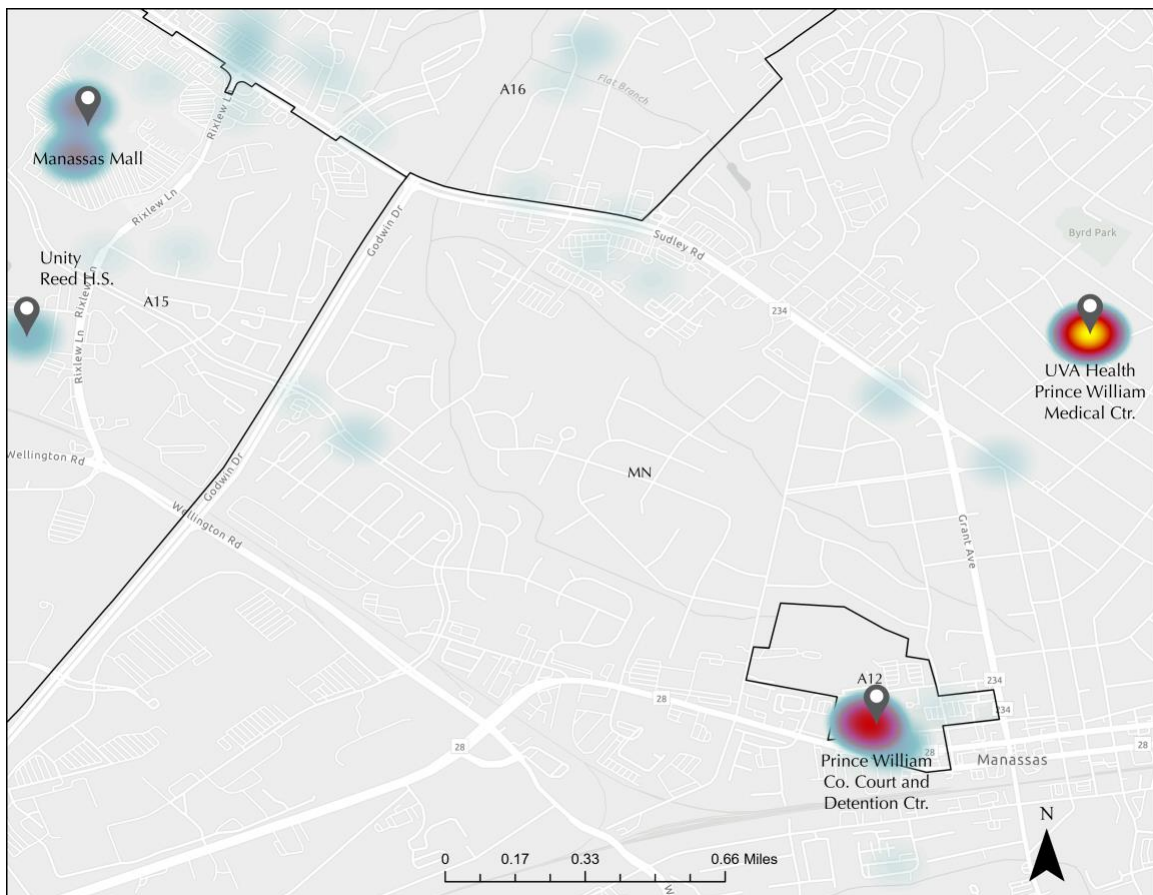 A16
Flat Branch
Rixlew Ln
Manassas Mall
Rixlew Ln
Godwin Dr
Sudley Rd
Byrd Park
Unity
Reed H.S.
Rixlew Ln
A15
234
Rixlew Ln
UVA Health
Prince William
Medical Ctr.
Wellington Rd
Godwin Dr
MN
Wellington Rd
Grant Ave
A12
234
28
234
28
28
28
Manassas
Prince William
Co. Court and
Detention Ctr.
N
0 0.17 0.33 0.66 Miles
W